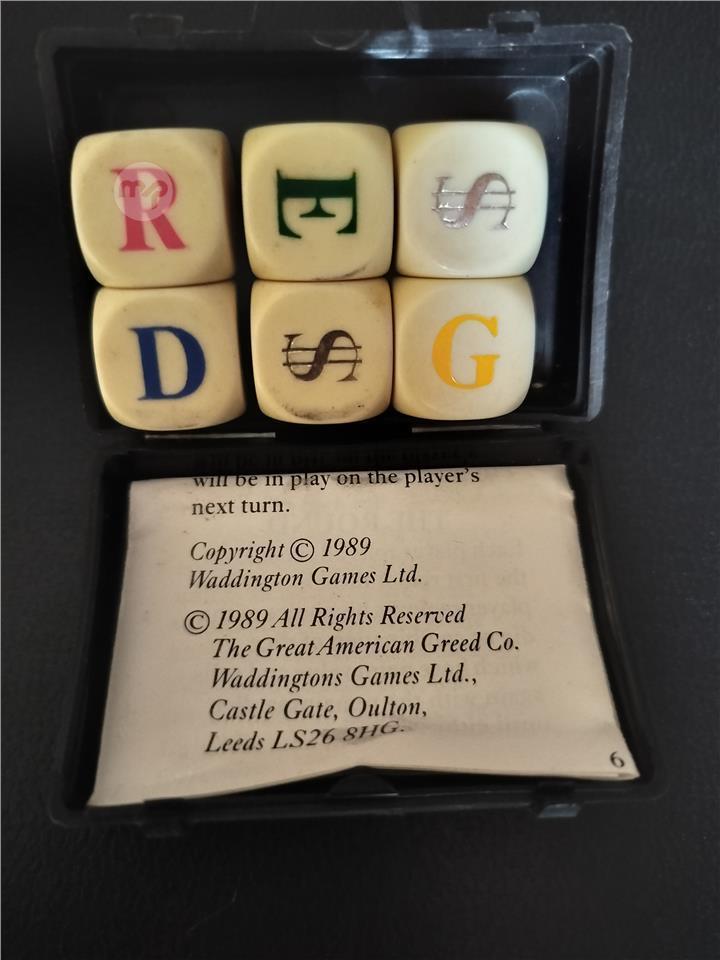 R E $
D $ G
will be in play on the player's
next turn.
Copyright © 1989
Waddington Games Ltd.
© 1989 All Rights Reserved
The Great American Greed Co.
Waddingtons Games Ltd.,
Castle Gate, Oulton,
Leeds LS26 8HG.
6